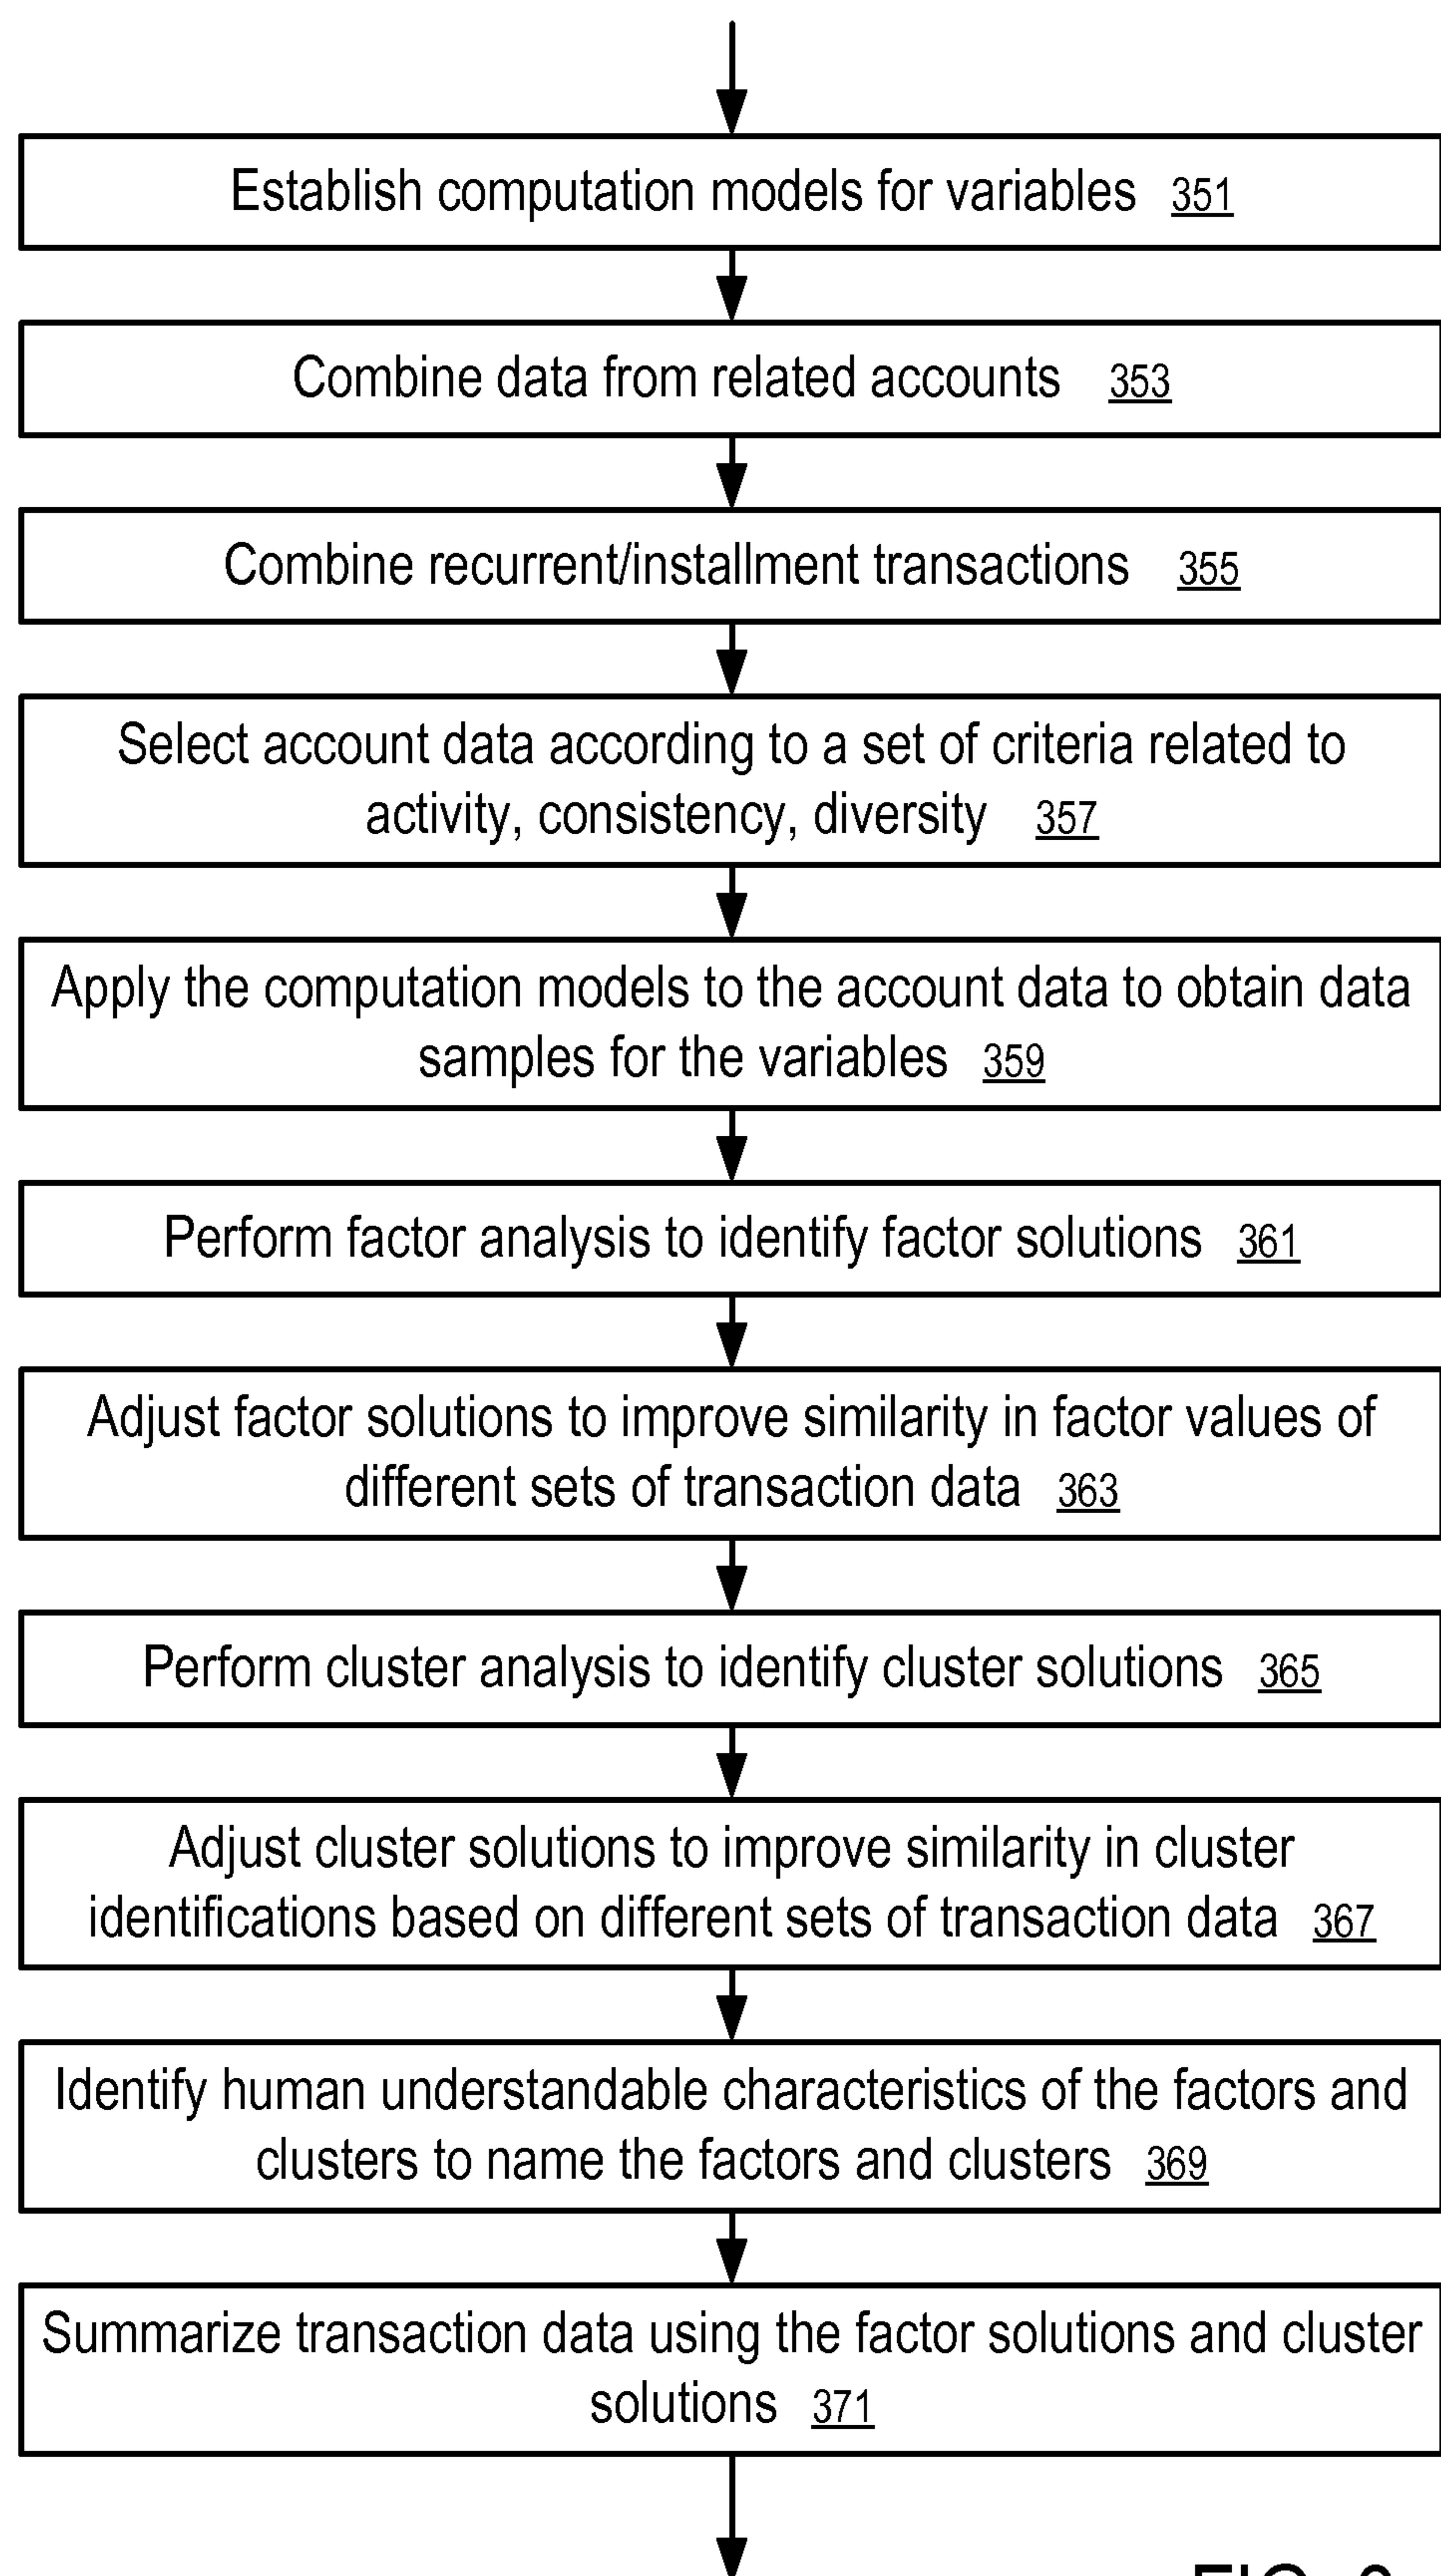 Establish computation models for variables 351
Combine data from related accounts 353
Combine recurrent/installment transactions 355
Select account data according to a set of criteria related to
activity, consistency, diversity 357
Apply the computation models to the account data to obtain data
samples for the variables 359
Perform factor analysis to identify factor solutions 361
Adjust factor solutions to improve similarity in factor values of
different sets of transaction data 363
Perform cluster analysis to identify cluster solutions 365
Adjust cluster solutions to improve similarity in cluster
identifications based on different sets of transaction data 367
Identify human understandable characteristics of the factors and
clusters to name the factors and clusters 369
Summarize transaction data using the factor solutions and cluster
solutions 371
FIG.